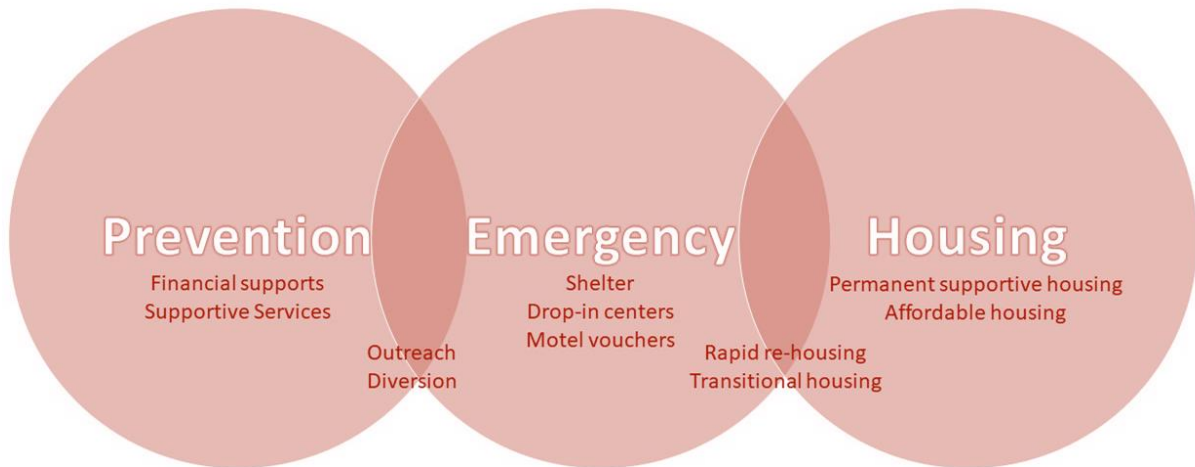 Prevention
Financial supports
Supportive Services
Outreach
Diversion
Emergency
Shelter
Drop-in centers
Motel vouchers
Rapid re-housing
Transitional housing
Housing
Permanent supportive housing
Affordable housing